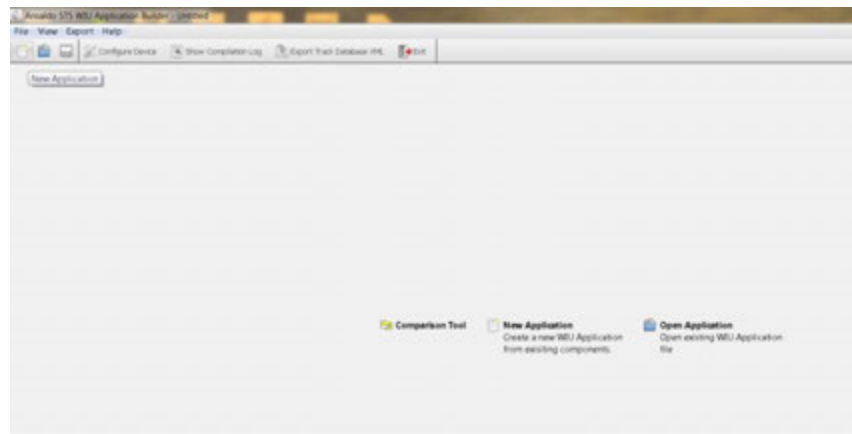 Ansaldo STS WIU Application Builder - Untitled
File View Export Help
Configure Device Show Compilation Log Export Track Database XML Exit
New Application
Comparison Tool
New Application
Create a new WIU Application
from exisiting components.
Open Application
Open existing WIU Application
file